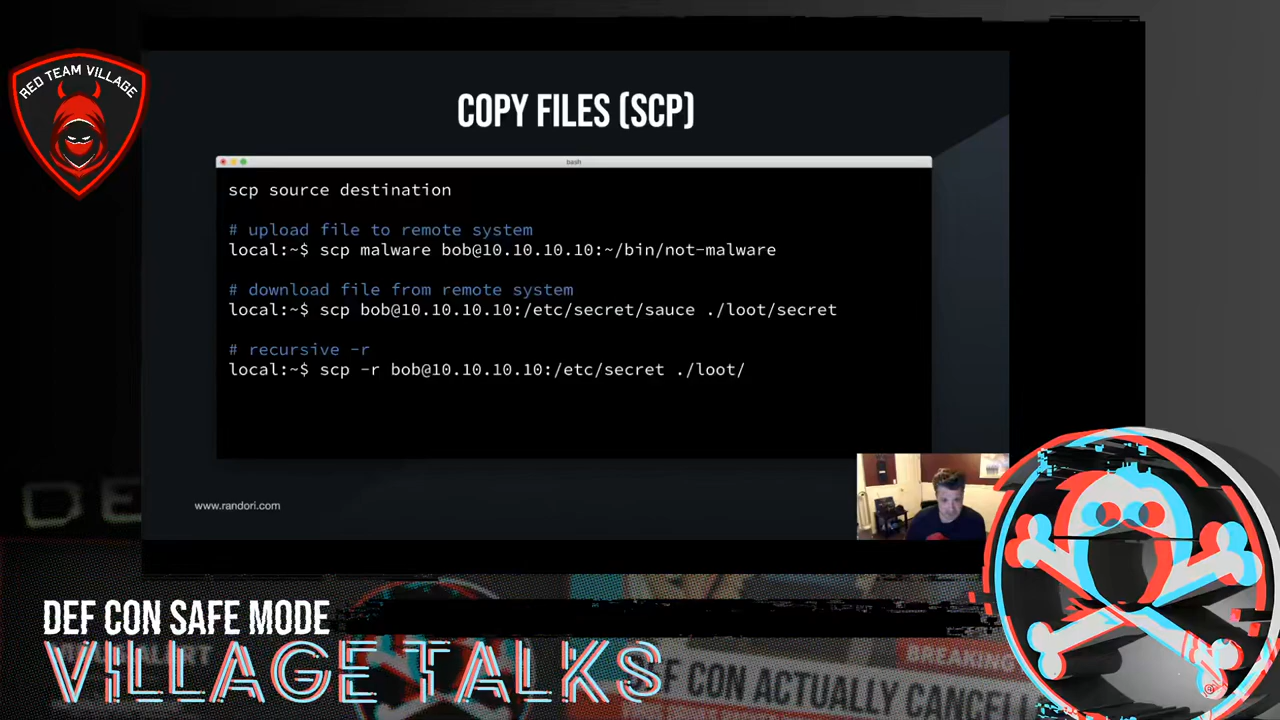 RED TEAM VILLAGE
COPY FILES (SCP)
bash
scp source destination
# upload file to remote system
local:~$ scp malware bob@10.10.10.10:~/bin/not-malware
# download file from remote system
local:~$ scp bob@10.10.10.10:/etc/secret/sauce ./loot/secret
# recursive -r
local:~$ scp -r bob@10.10.10.10:/etc/secret ./loot/
www.randori.com
DEF CON SAFE MODE
VILLAGE TALKS
BREAKING
DEF CON ACTUALLY CANCELL